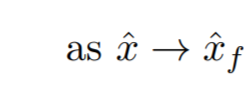 as x̂ → x̂_f